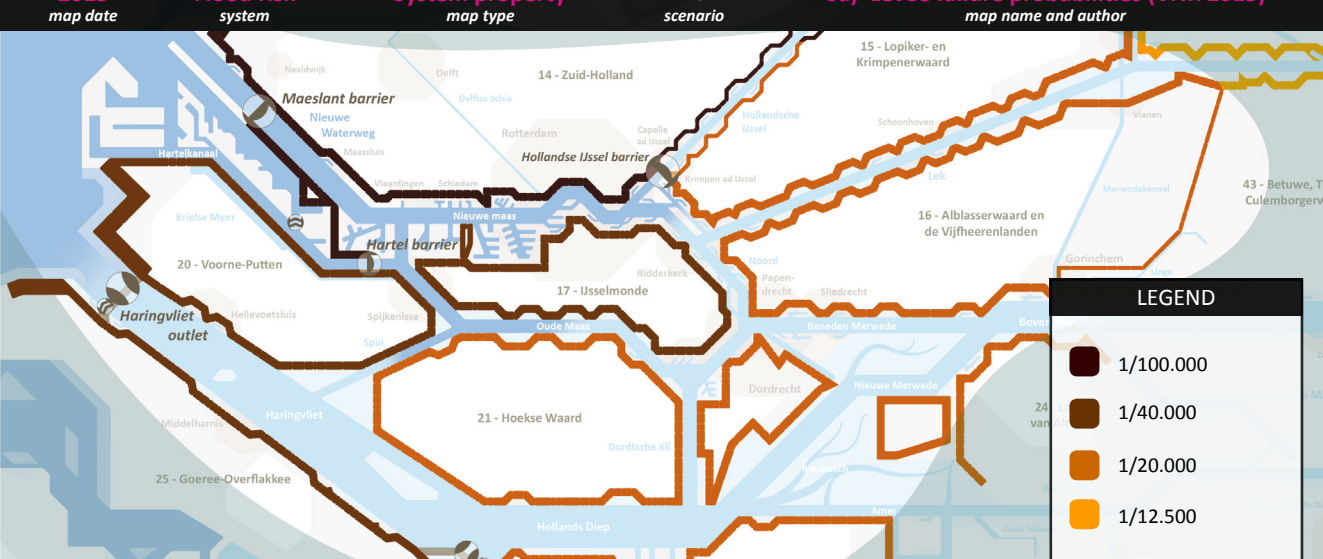 map date
system
map type
scenario
map name and author
15 - Lopiker- en
Krimpenerwaard
Naaldwijk
Delft
14 - Zuid-Holland
Maeslant barrier
Delftse Schie
Nieuwe
Waterweg
Hollandsche
IJssel
Vianen
Schoonhoven
Rotterdam
Capelle
ad IJssel
Maassluis
Hartelkanaal
Hollandse IJssel barrier
Krimpen ad IJssel
Lek
Vlaardingen
Schiedam
Merwedekanaal
43 - Betuwe, T
Culemborgerw
Brielse Meer
Nieuwe maas
16 - Alblasserwaard en
de Vijfheerenlanden
Hartel barrier
20 - Voorne-Putten
Noord
Gorinchem
Ridderkerk
Papen-
drecht
Sliedrecht
Linge
17 - IJsselmonde
LEGEND
Haringvliet
outlet
Hellevoetsluis
Spijkenisse
Oude Maas
Beneden Merwede
Bover
Spui
1/100.000
Dordrecht
Nieuwe Merwede
Haringvliet
21 - Hoekse Waard
24
1/40.000
Middelharnis
Dordtsche Kil
1/20.000
Biesbosch
25 - Goeree-Overflakkee
Amer
1/12.500
Hollands Diep